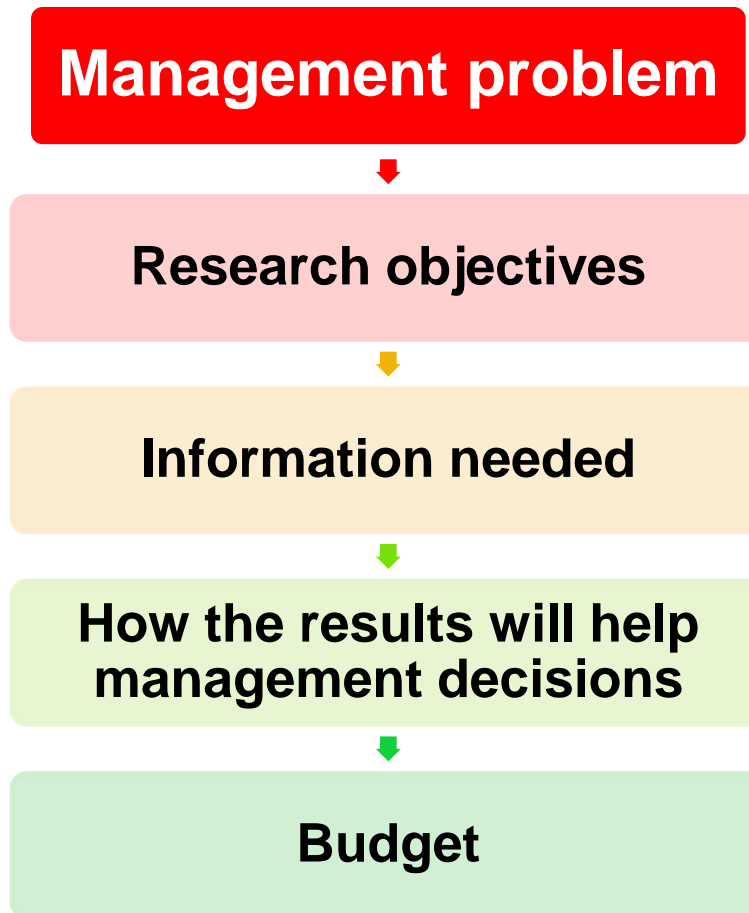 Management problem
Research objectives
Information needed
How the results will help
management decisions
Budget